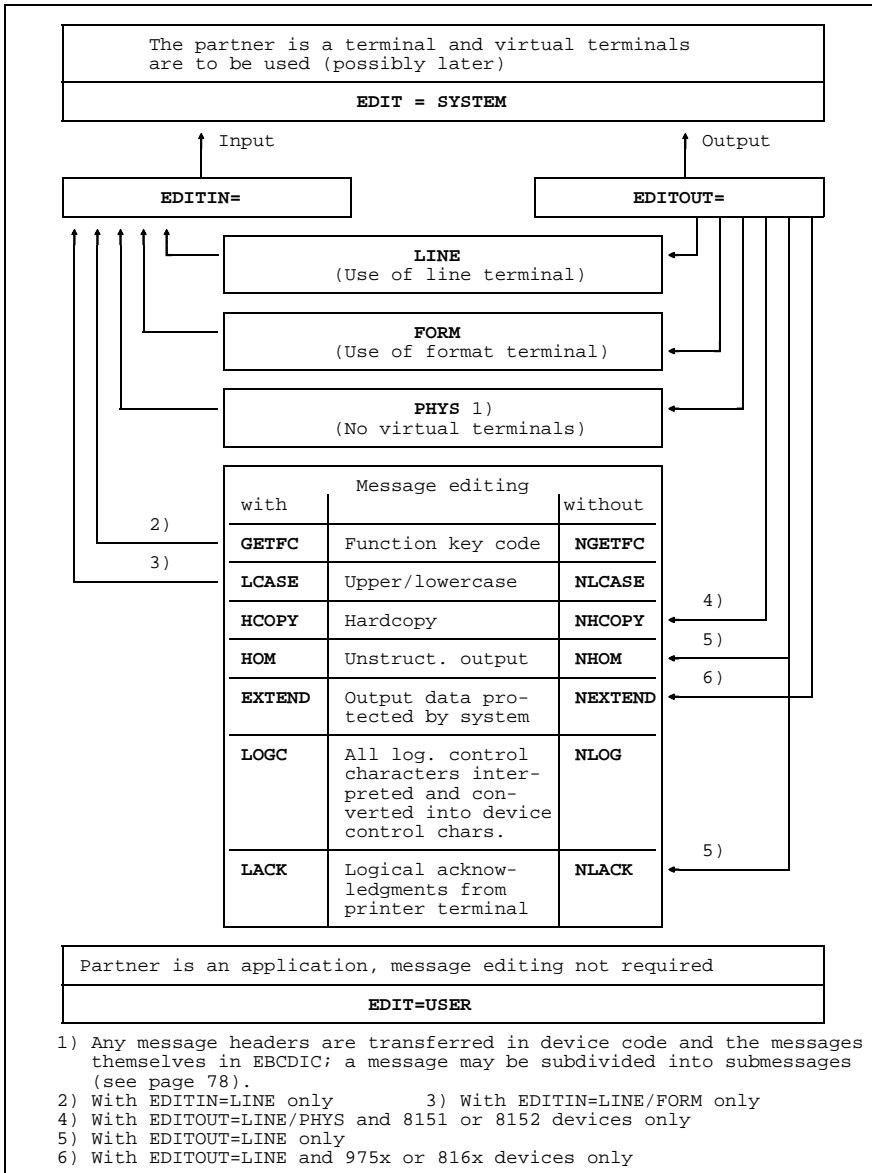 The partner is a terminal and virtual terminals
are to be used (possibly later)
EDIT = SYSTEM
Input
Output
EDITIN=
EDITOUT=
LINE
(Use of line terminal)
FORM
(Use of format terminal)
PHYS 1)
(No virtual terminals)
Message editing
with without
2)
GETFC Function key code NGETFC
3)
LCASE Upper/lowercase NLCASE
4)
HCOPY Hardcopy NHCOPY
5)
HOM Unstruct. output NHOM
6)
EXTEND Output data pro- NEXTEND
tected by system
LOGC All log. control NLOG
characters inter-
preted and con-
verted into device
control chars.
5)
LACK Logical acknow- NLACK
ledgments from
printer terminal
Partner is an application, message editing not required
EDIT=USER
1) Any message headers are transferred in device code and the messages
themselves in EBCDIC; a message may be subdivided into submessages
(see page 78).
2) With EDITIN=LINE only 3) With EDITIN=LINE/FORM only
4) With EDITOUT=LINE/PHYS and 8151 or 8152 devices only
5) With EDITOUT=LINE only
6) With EDITOUT=LINE and 975x or 816x devices only